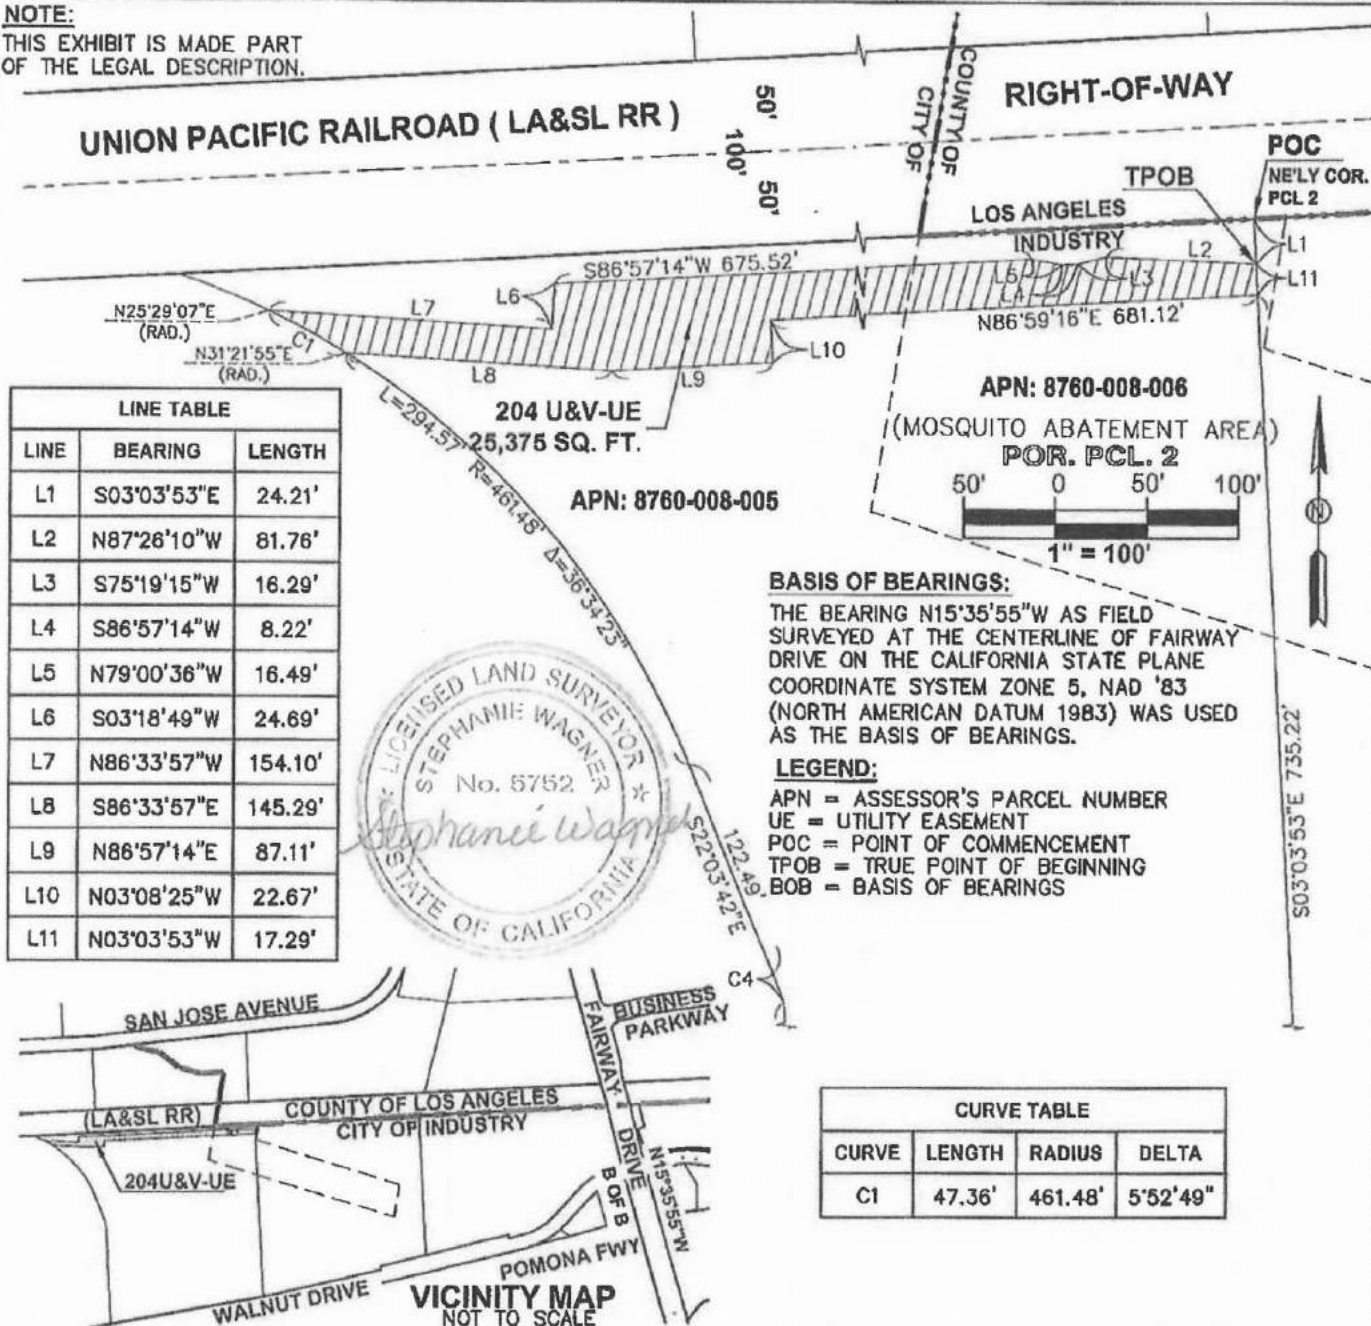 NOTE:
THIS EXHIBIT IS MADE PART
OF THE LEGAL DESCRIPTION.
UNION PACIFIC RAILROAD ( LA&SL RR )
50'
100'
50'
RIGHT-OF-WAY
COUNTY OF
CITY OF
LOS ANGELES
INDUSTRY
POC
NE'LY COR.
PCL 2
TPOB
L1
L2
L11
L3
L4
L5
S86°57'14"W 675.52'
N86°59'16"E 681.12'
L6
L7
L8
L9
L10
N25°29'07"E
(RAD.)
N31°21'55"E
(RAD.)
C1
204 U&V-UE
25,375 SQ. FT.
L=294.57' R=461.48' Δ=36°34'23"
APN: 8760-008-005
APN: 8760-008-006
(MOSQUITO ABATEMENT AREA)
POR. PCL. 2
50' 0 50' 100'
1" = 100'
N
LINE TABLE
LINE BEARING LENGTH
L1 S03°03'53"E 24.21'
L2 N87°26'10"W 81.76'
L3 S75°19'15"W 16.29'
L4 S86°57'14"W 8.22'
L5 N79°00'36"W 16.49'
L6 S03°18'49"W 24.69'
L7 N86°33'57"W 154.10'
L8 S86°33'57"E 145.29'
L9 N86°57'14"E 87.11'
L10 N03°08'25"W 22.67'
L11 N03°03'53"W 17.29'
BASIS OF BEARINGS:
THE BEARING N15°35'55"W AS FIELD
SURVEYED AT THE CENTERLINE OF FAIRWAY
DRIVE ON THE CALIFORNIA STATE PLANE
COORDINATE SYSTEM ZONE 5, NAD '83
(NORTH AMERICAN DATUM 1983) WAS USED
AS THE BASIS OF BEARINGS.
LEGEND:
APN = ASSESSOR'S PARCEL NUMBER
UE = UTILITY EASEMENT
POC = POINT OF COMMENCEMENT
TPOB = TRUE POINT OF BEGINNING
BOB = BASIS OF BEARINGS
LICENSED LAND SURVEYOR
STEPHANIE WAGNER
No. 5752
Stephanie Wagner
STATE OF CALIFORNIA
122.49'
S22°03'42"E
C4
S03°03'53"E 735.22'
SAN JOSE AVENUE
BUSINESS
PARKWAY
FAIRWAY DRIVE
(LA&SL RR)
COUNTY OF LOS ANGELES
CITY OF INDUSTRY
204U&V-UE
N15°35'55"W
B OF B
POMONA FWY
WALNUT DRIVE
VICINITY MAP
NOT TO SCALE
CURVE TABLE
CURVE LENGTH RADIUS DELTA
C1 47.36' 461.48' 5°52'49"